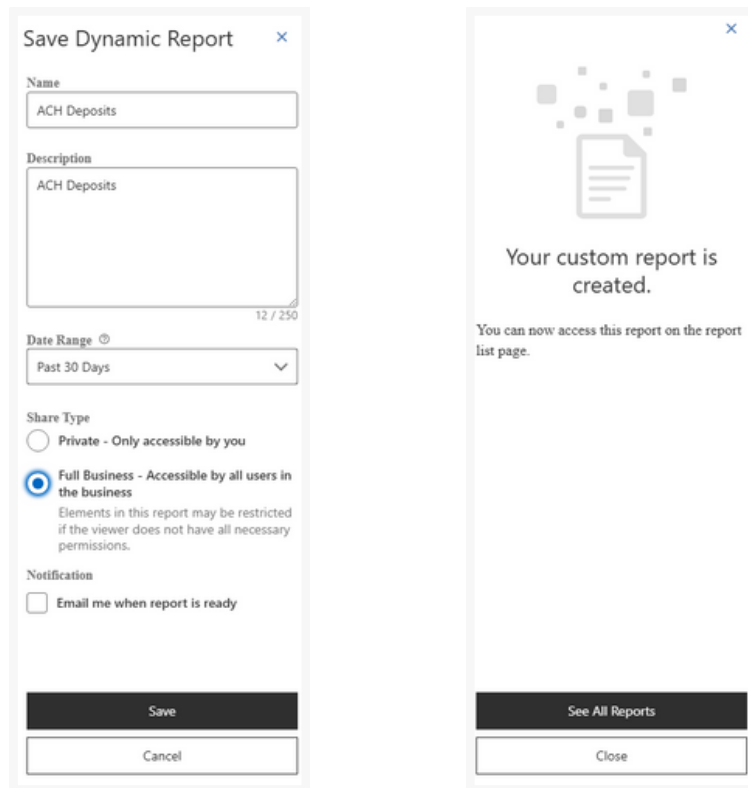 Save Dynamic Report ×
Name
ACH Deposits
Description
ACH Deposits
12 / 250
Date Range ?
Past 30 Days
Share Type
Private - Only accessible by you
Full Business - Accessible by all users in
the business
Elements in this report may be restricted
if the viewer does not have all necessary
permissions.
Notification
Email me when report is ready
Save
Cancel
×
Your custom report is
created.
You can now access this report on the report
list page.
See All Reports
Close